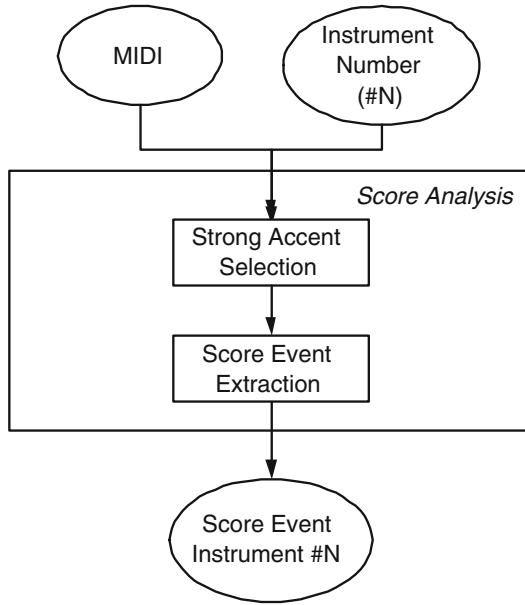 MIDI
Instrument
Number
(#N)
Score Analysis
Strong Accent
Selection
Score Event
Extraction
Score Event
Instrument #N